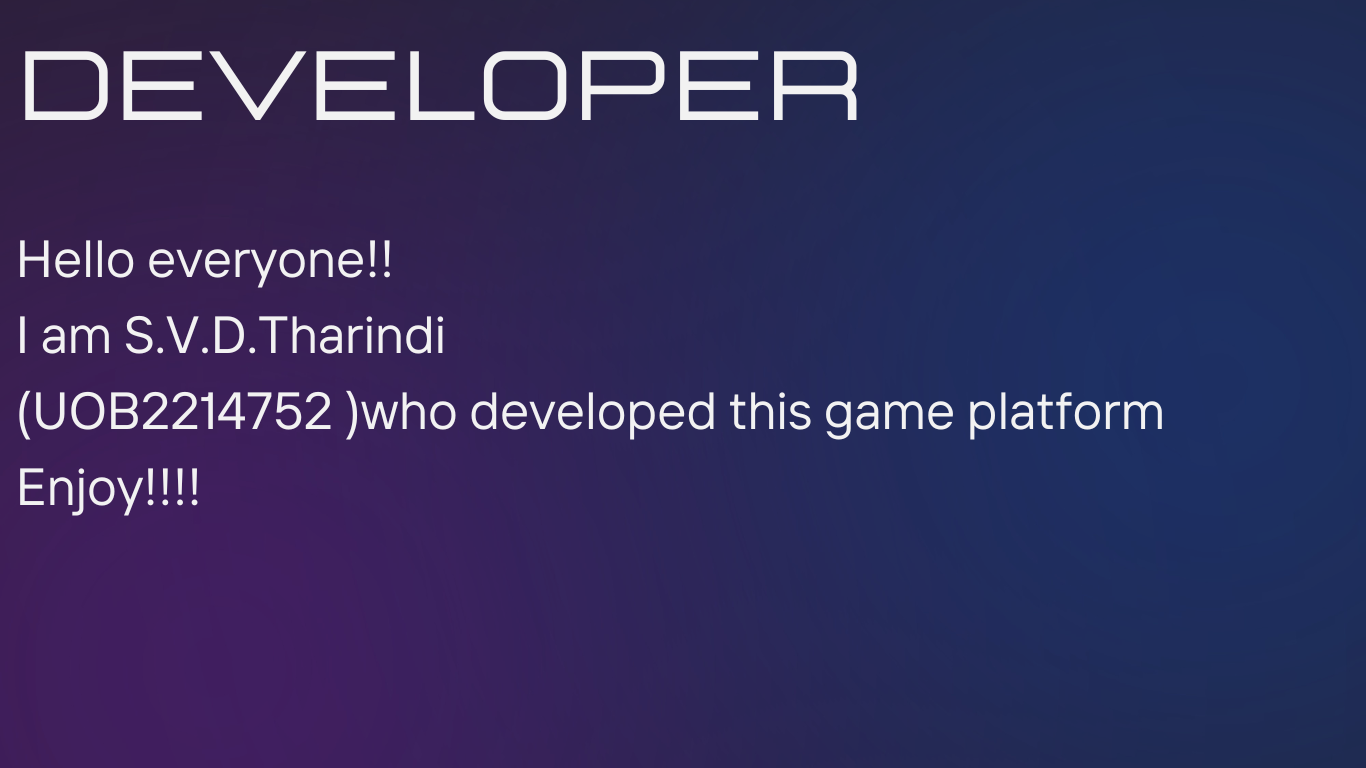 DEVELOPER
Hello everyone!!
I am S.V.D.Tharindi
(UOB2214752 )who developed this game platform
Enjoy!!!!